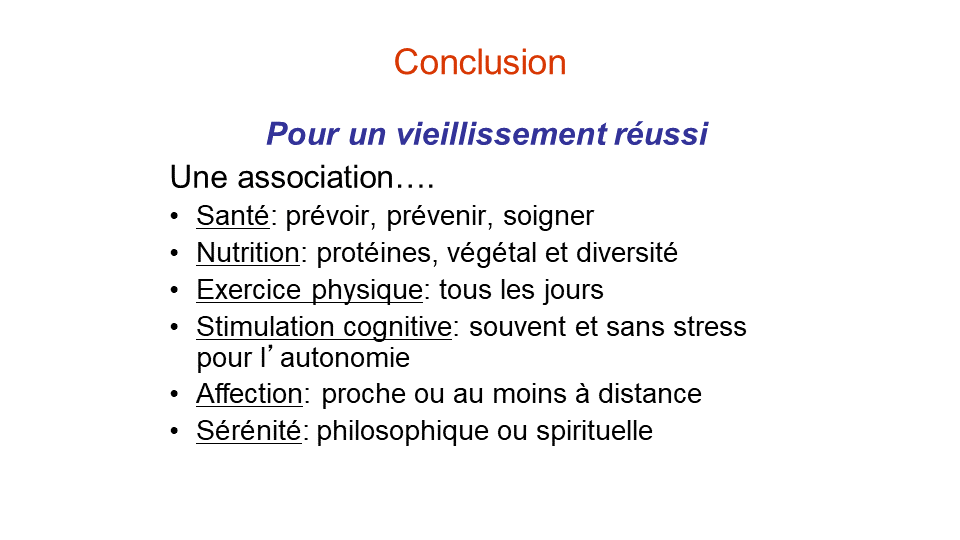 Conclusion
Pour un vieillissement réussi
Une association….
• Santé: prévoir, prévenir, soigner
• Nutrition: protéines, végétal et diversité
• Exercice physique: tous les jours
• Stimulation cognitive: souvent et sans stress
pour l’ autonomie
• Affection: proche ou au moins à distance
• Sérénité: philosophique ou spirituelle